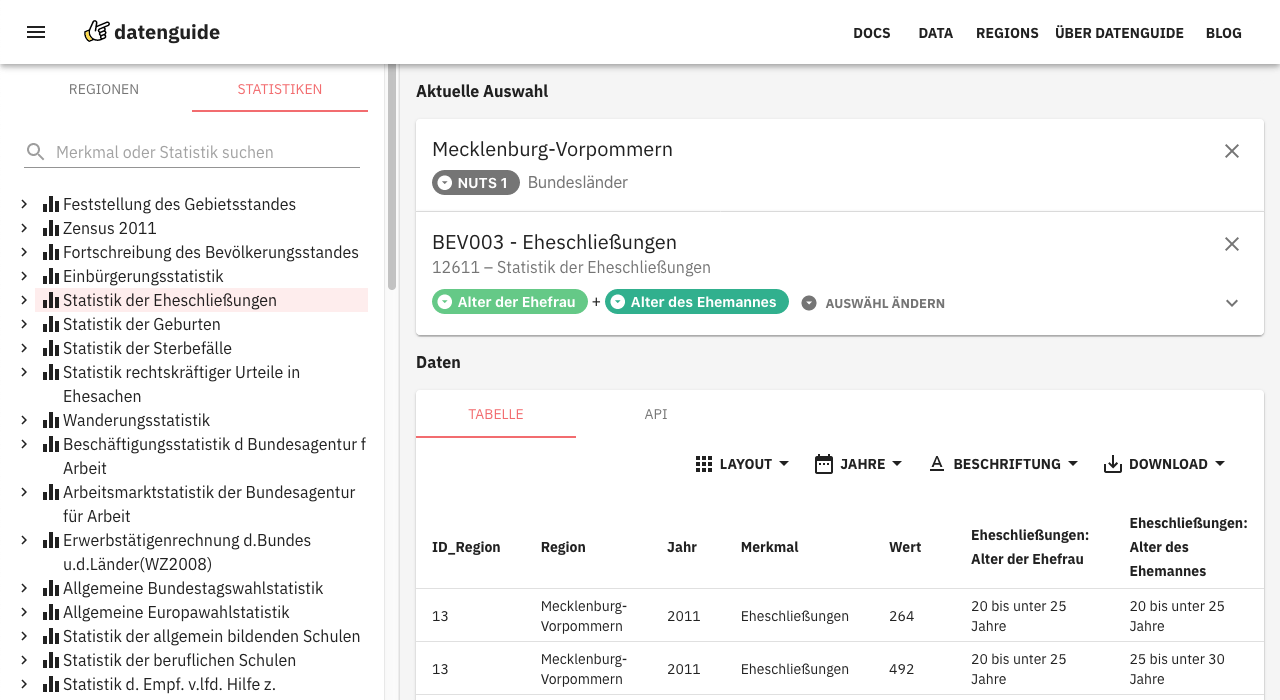 datenguide
DOCS
DATA
REGIONS
ÜBER DATENGUIDE
BLOG
REGIONEN
STATISTIKEN
Merkmal oder Statistik suchen
Feststellung des Gebietsstandes
Zensus 2011
Fortschreibung des Bevölkerungsstandes
Einbürgerungsstatistik
Statistik der Eheschließungen
Statistik der Geburten
Statistik der Sterbefälle
Statistik rechtskräftiger Urteile in
Ehesachen
Wanderungsstatistik
Beschäftigungsstatistik d Bundesagentur f
Arbeit
Arbeitsmarktstatistik der Bundesagentur
für Arbeit
Erwerbstätigenrechnung d.Bundes
u.d.Länder(WZ2008)
Allgemeine Bundestagswahlstatistik
Allgemeine Europawahlstatistik
Statistik der allgemein bildenden Schulen
Statistik der beruflichen Schulen
Statistik d. Empf. v.lfd. Hilfe z.
Aktuelle Auswahl
Mecklenburg-Vorpommern
NUTS 1 Bundesländer
BEV003 - Eheschließungen
12611 – Statistik der Eheschließungen
Alter der Ehefrau + Alter des Ehemannes AUSWÄHL ÄNDERN
Daten
TABELLE
API
LAYOUT
JAHRE
BESCHRIFTUNG
DOWNLOAD
ID_Region
Region
Jahr
Merkmal
Wert
Eheschließungen:
Alter der Ehefrau
Eheschließungen:
Alter des
Ehemannes
13
Mecklenburg-
Vorpommern
2011
Eheschließungen
264
20 bis unter 25
Jahre
20 bis unter 25
Jahre
13
Mecklenburg-
Vorpommern
2011
Eheschließungen
492
20 bis unter 25
Jahre
25 bis unter 30
Jahre